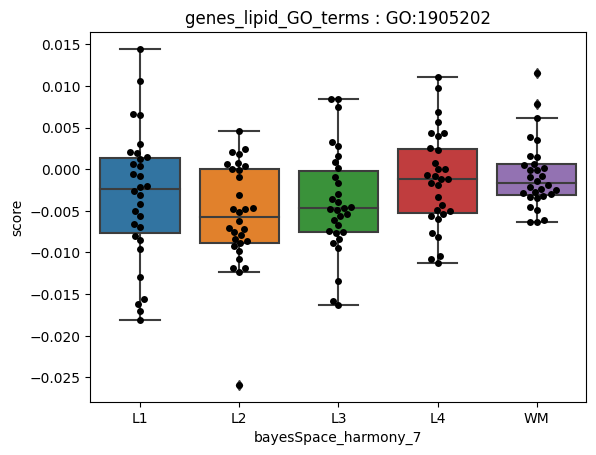 genes_lipid_GO_terms : GO:1905202
0.015
0.010
0.005
0.000
−0.005
−0.010
−0.015
−0.020
−0.025
score
L1 L2 L3 L4 WM
bayesSpace_harmony_7